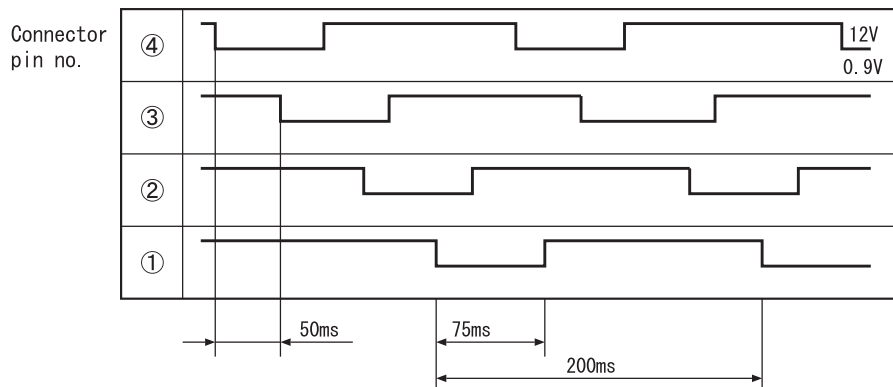 Connector
pin no.
④
12V
0.9V
③
②
①
50ms
75ms
200ms